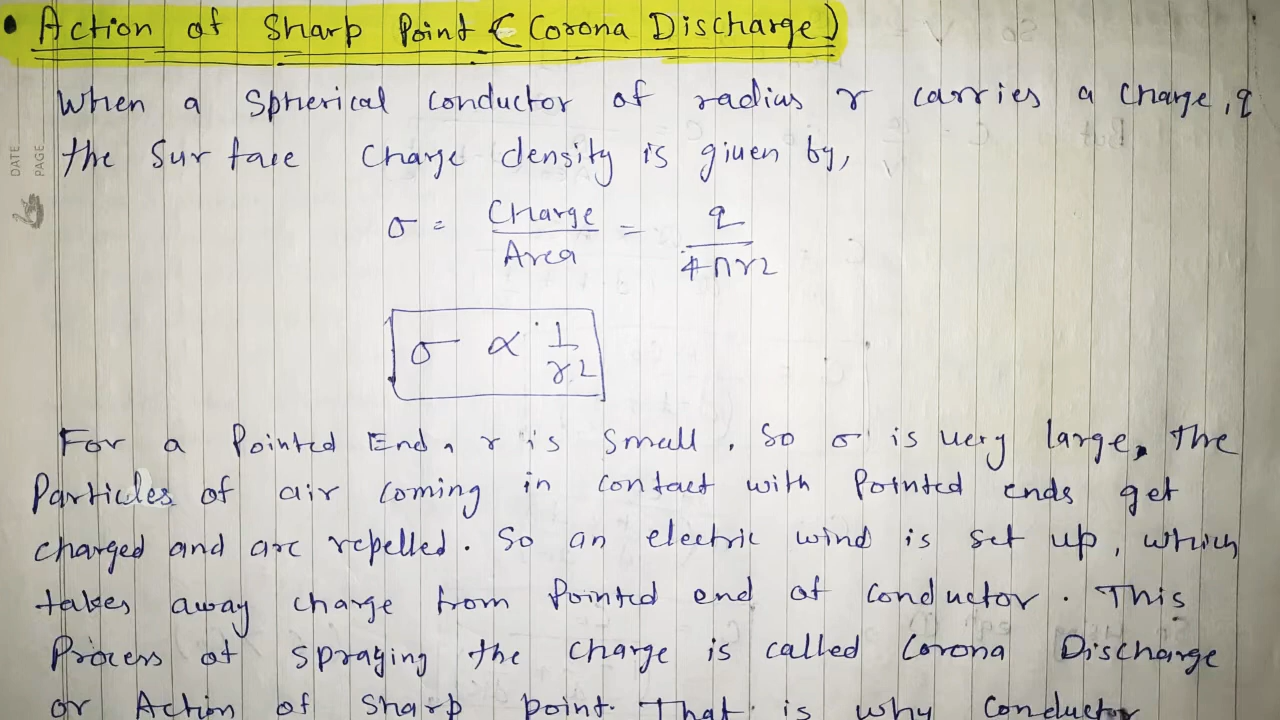 • Action of Sharp Point (Corona Discharge)
When a Spherical conductor of radius r carries a charge, q
the Surface charge density is given by,
σ = Charge/Area = q/4πr2
σ ∝ 1/r2
For a Pointed End, r is Small. So σ is very large, The
Particles of air coming in contact with Pointed ends get
charged and are repelled. So an electric wind is set up, which
takes away charge from Pointed end of conductor. This
Process of spraying the charge is called Corona Discharge
or Action of Sharp point. That is why conductor
DATE
PAGE